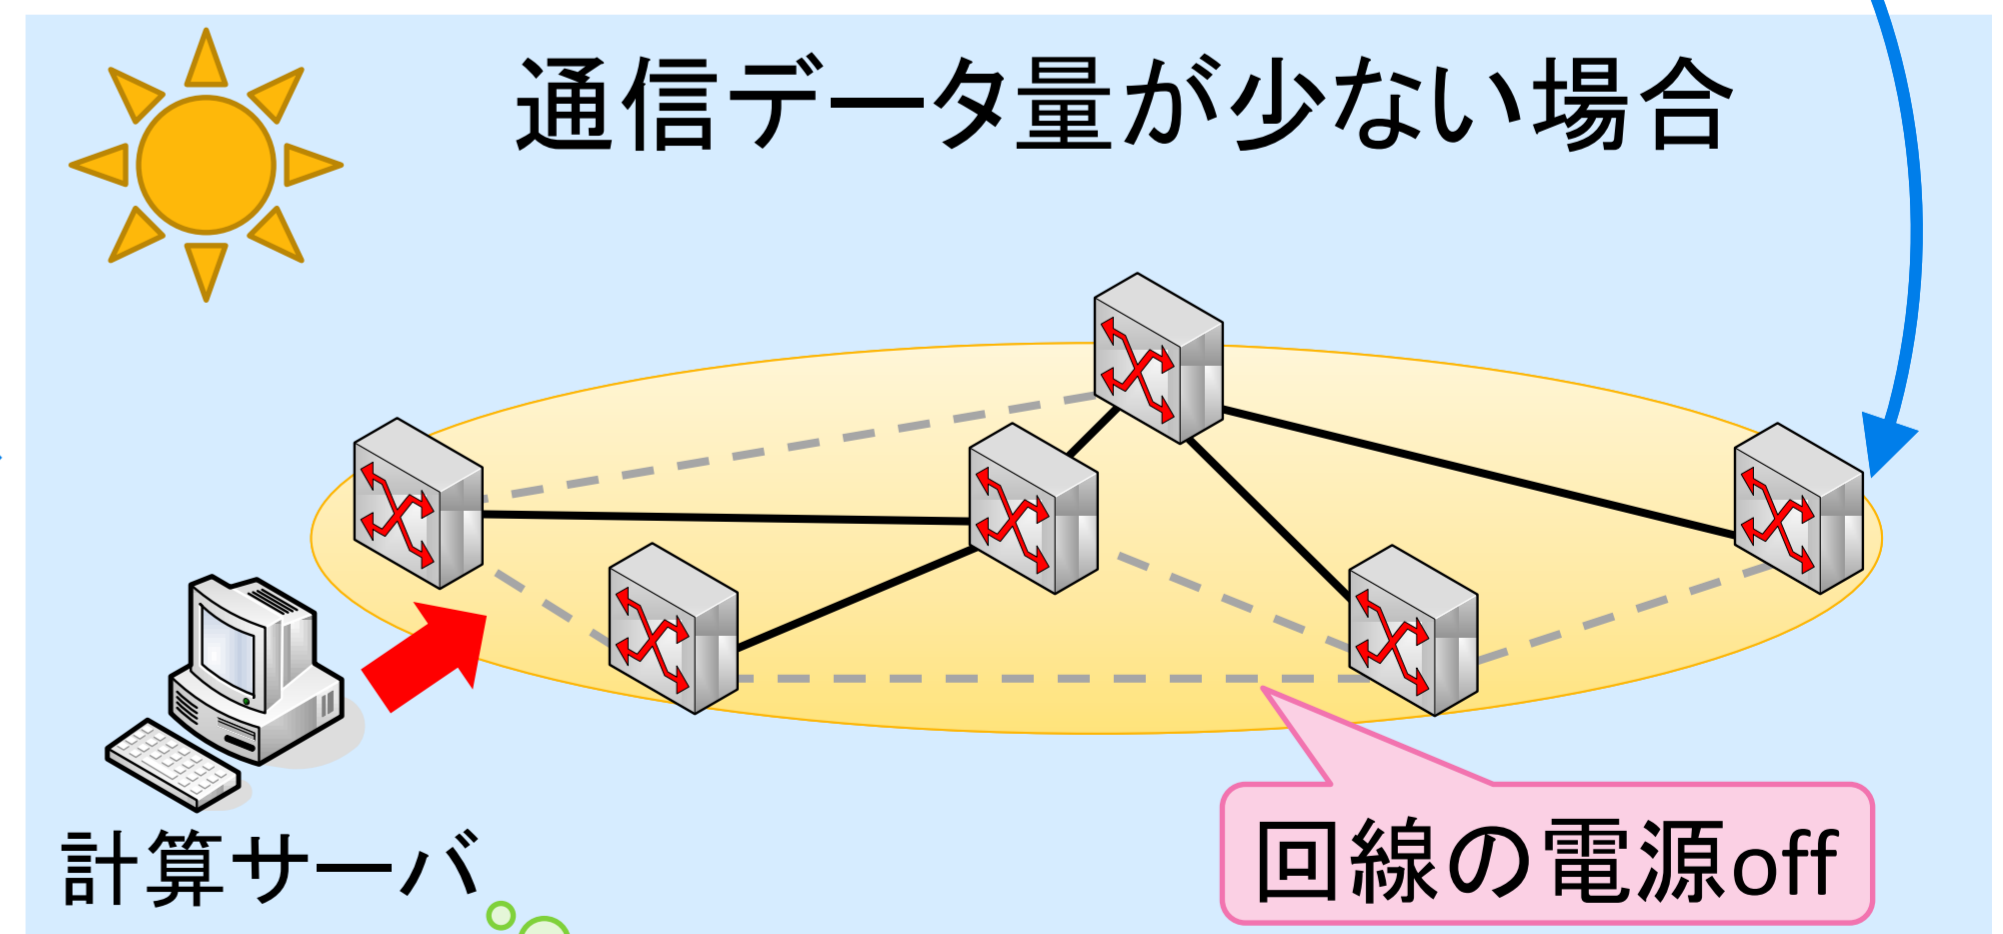 通信データ量が少ない場合
計算サーバ
回線の電源off